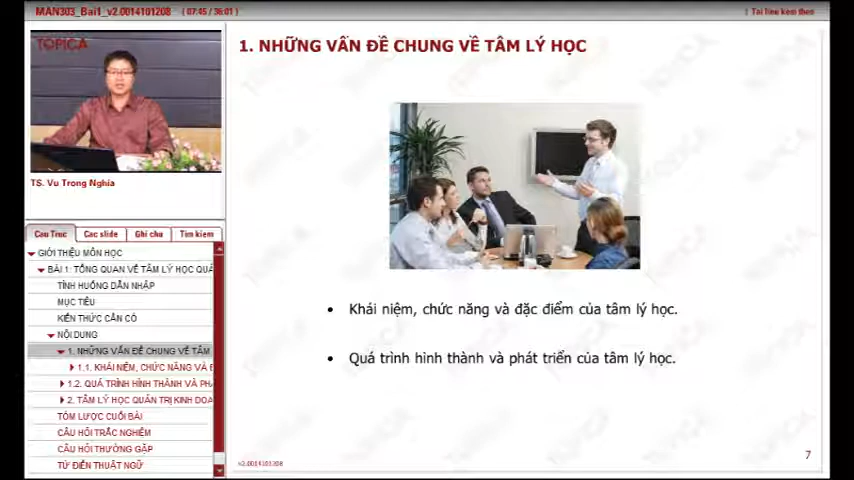 MAN303_Bai1_v2.0014101208 ( 07:45 / 36:01 )
Tai lieu kem theo
TOPICA
TS. Vu Trong Nghia
Cau Truc
Cac slide
Ghi chu
Tim kiem
GIỚI THIỆU MÔN HỌC
BÀI 1: TỔNG QUAN VỀ TÂM LÝ HỌC QUẢ
TÌNH HUỐNG DẪN NHẬP
MỤC TIÊU
KIẾN THỨC CẦN CÓ
NỘI DUNG
1. NHỮNG VẤN ĐỀ CHUNG VỀ TÂM
1.1. KHÁI NIỆM, CHỨC NĂNG VÀ Đ
1.2. QUÁ TRÌNH HÌNH THÀNH VÀ PH
2. TÂM LÝ HỌC QUẢN TRỊ KINH DOA
TÓM LƯỢC CUỐI BÀI
CÂU HỎI TRẮC NGHIỆM
CÂU HỎI THƯỜNG GẶP
TỪ ĐIỂN THUẬT NGỮ
1. NHỮNG VẤN ĐỀ CHUNG VỀ TÂM LÝ HỌC
• Khái niệm, chức năng và đặc điểm của tâm lý học.
• Quá trình hình thành và phát triển của tâm lý học.
v2.0014101208
7